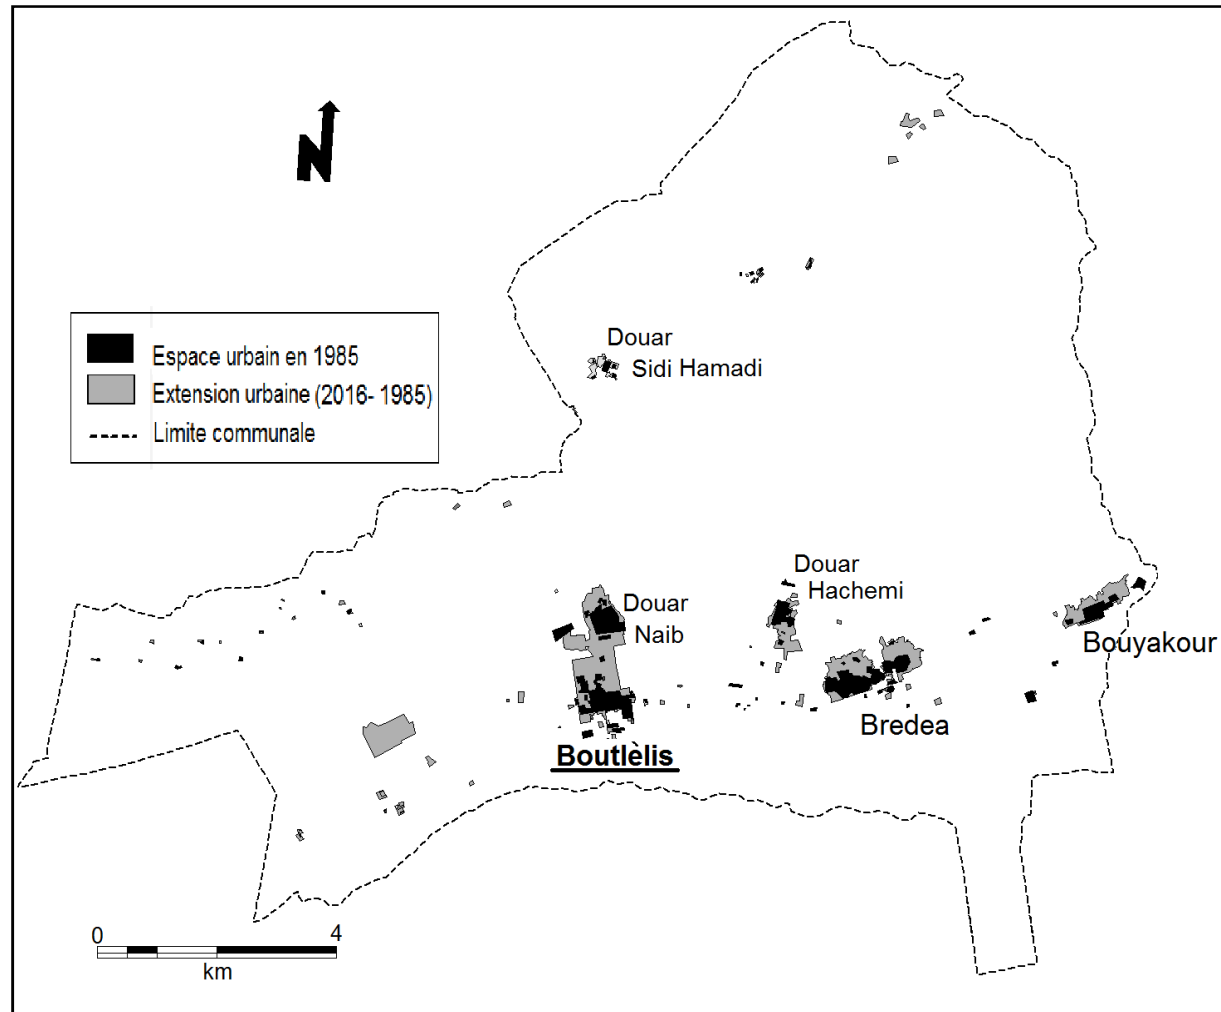 N
Espace urbain en 1985
Extension urbaine (2016- 1985)
Limite communale
Douar
Sidi Hamadi
Douar
Naib
Douar
Hachemi
Bouyakour
Bredea
Boutlèlis
0 4
km